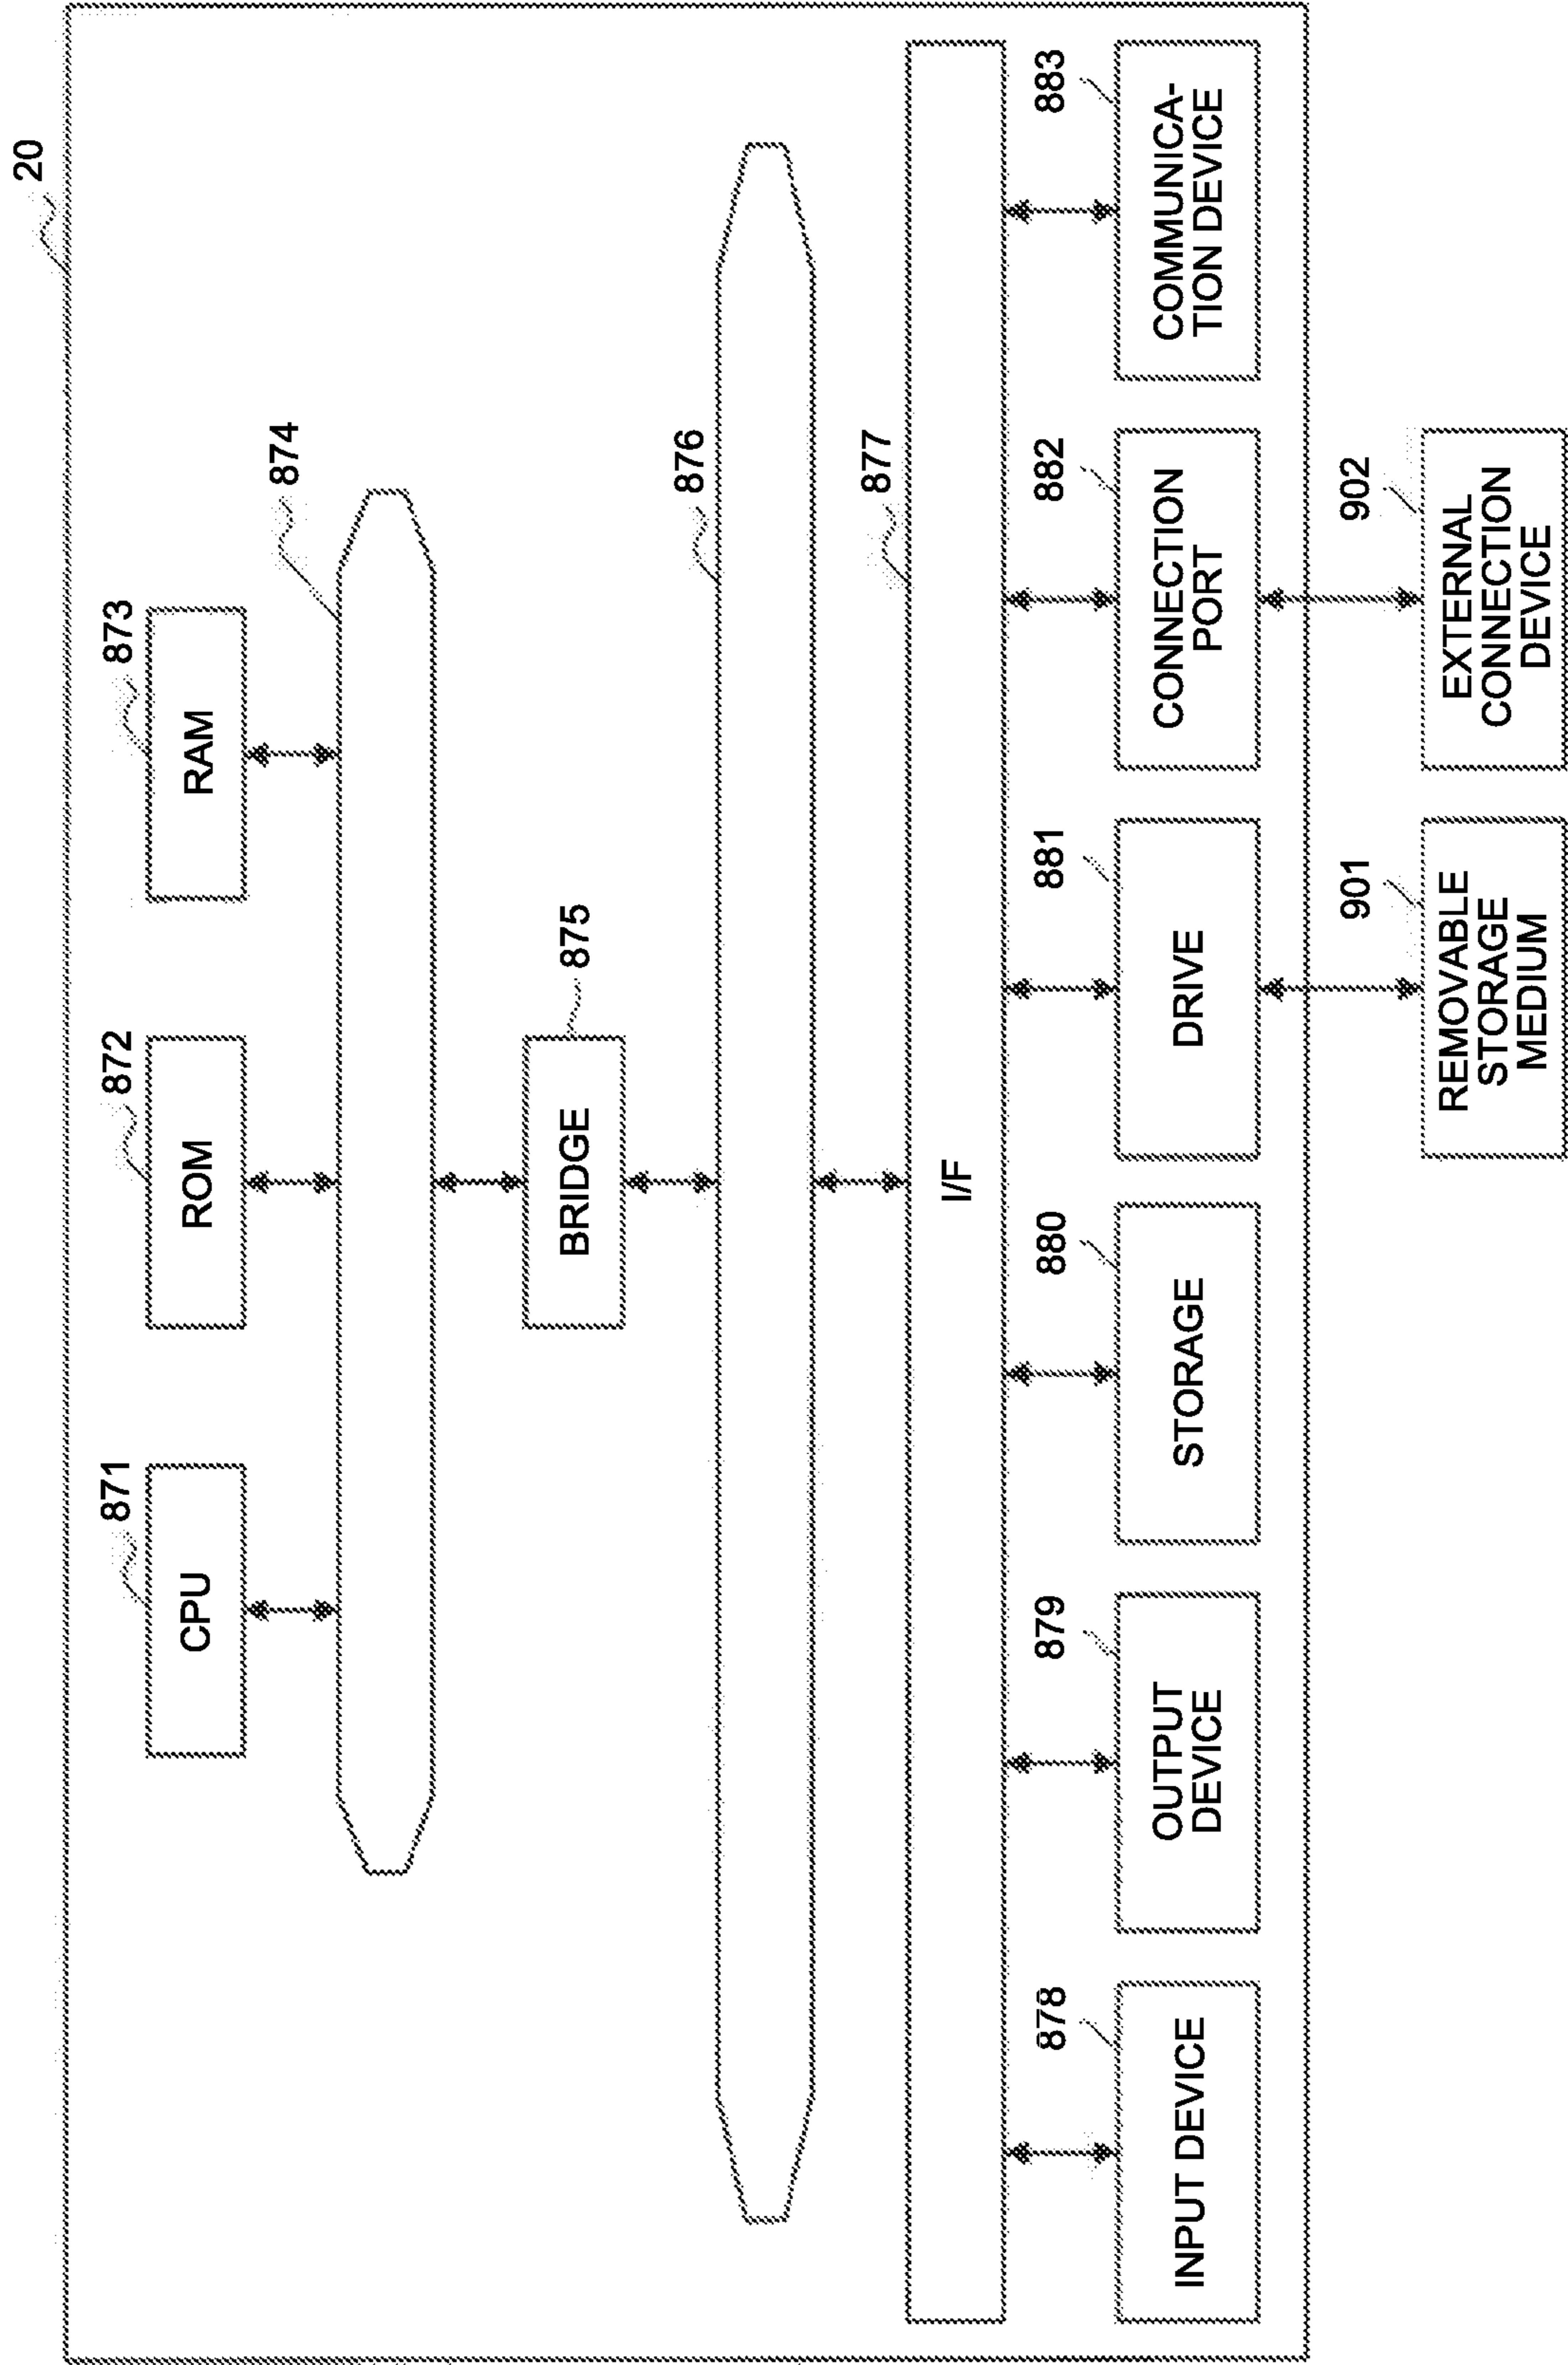 20
871
872
873
CPU
ROM
RAM
874
875
BRIDGE
876
877
I/F
878
879
880
881
882
883
INPUT DEVICE
OUTPUT
DEVICE
STORAGE
DRIVE
CONNECTION
PORT
COMMUNICA-
TION DEVICE
901
902
REMOVABLE
STORAGE
MEDIUM
EXTERNAL
CONNECTION
DEVICE